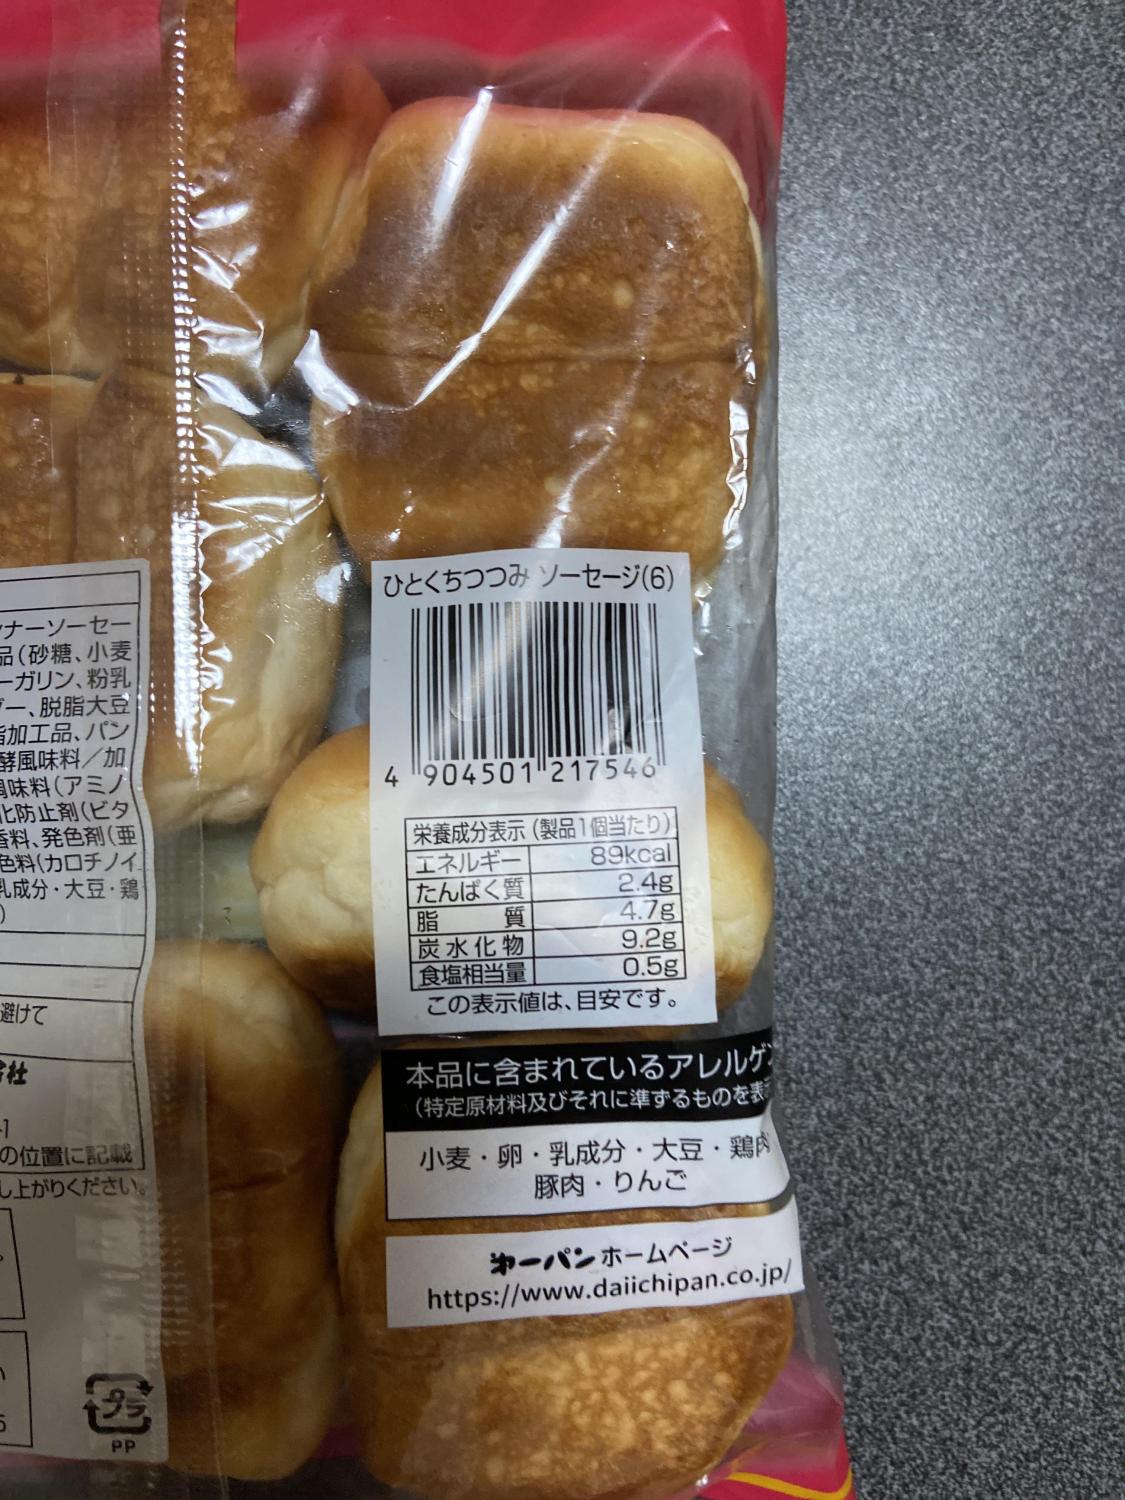 ナーソーセー
品(砂糖、小麦
ーガリン、粉乳
ー、脱脂大豆
加工品、パン
酵風味料/加
味料(アミノ
化防止剤(ビタ
香料、発色剤(亜
色料(カロチノイ
乳成分・大豆・鶏
)
避けて
会社
の位置に記載
し上がりください。
プラ
PP
ひとくちつつみ ソーセージ(6)
4 904501 217546
栄養成分表示(製品1個当たり)
エネルギー 89kcal
たんぱく質 2.4g
脂質 4.7g
炭水化物 9.2g
食塩相当量 0.5g
この表示値は、目安です。
本品に含まれているアレルゲ
(特定原材料及びそれに準ずるものを表
小麦・卵・乳成分・大豆・鶏肉
豚肉・りんご
第一パン ホームページ
https://www.daiichipan.co.jp/